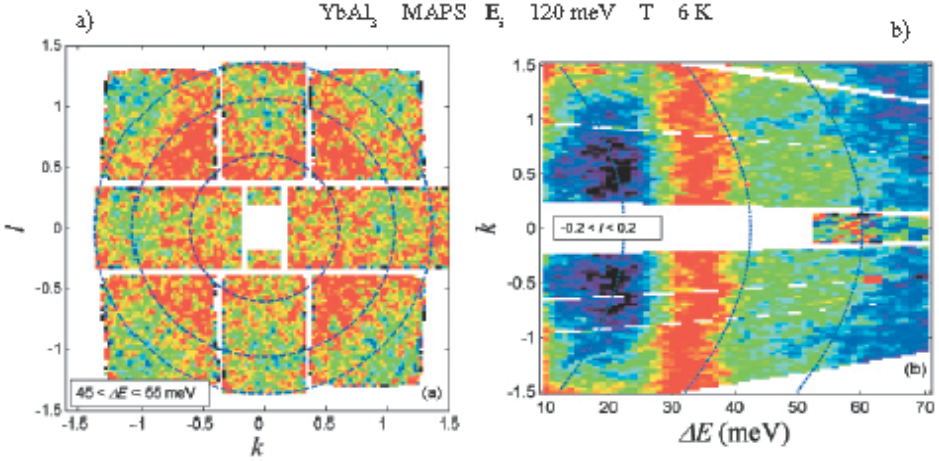 YbAl3 MAPS Ei 120 meV T 6 K
a)
b)
1.5
1
0.5
0
-0.5
-1
-1.5
l
45 < ΔE < 55 meV
(a)
-1.5 -1 -0.5 0 0.5 1 1.5
k
1.5
1
0.5
0
-0.5
-1
-1.5
k
-0.2 < l < 0.2
(b)
10 20 30 40 50 60 70
ΔE (meV)